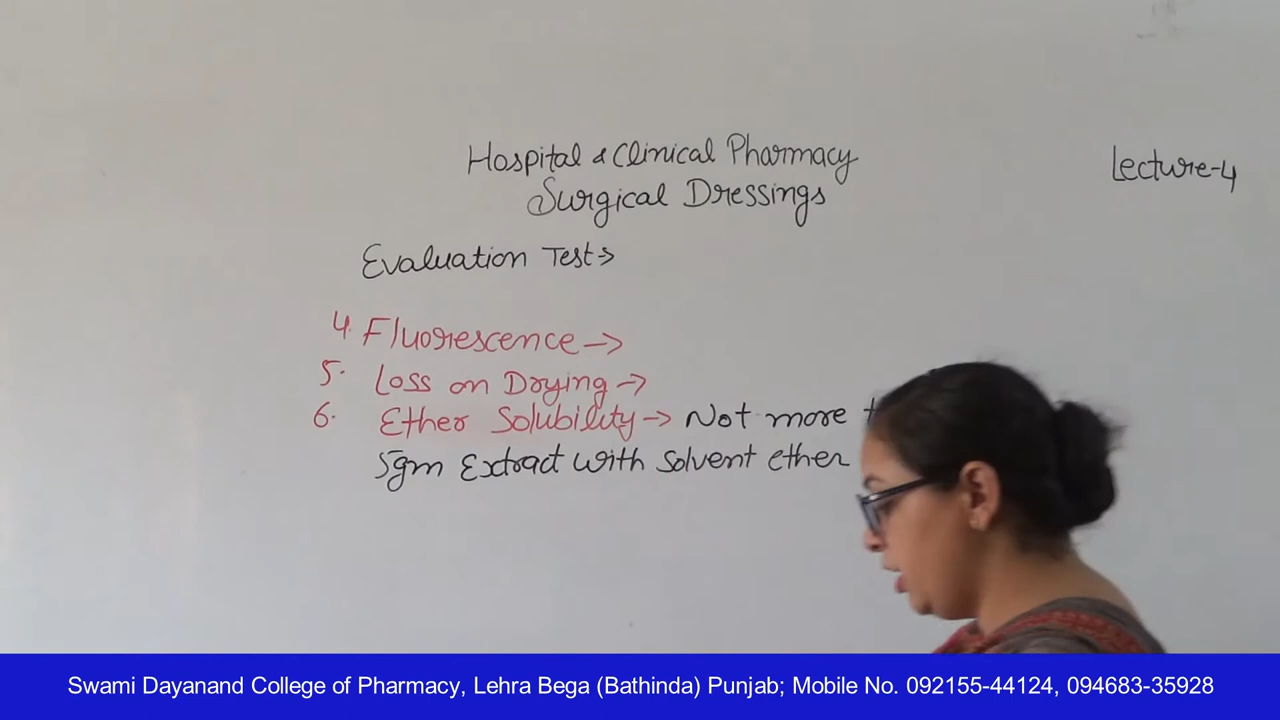 Hospital & Clinical Pharmacy
Lecture-4
Surgical Dressings
Evaluation Test →
4. Fluorescence →
5. Loss on Drying →
6. Ether Solubility → Not more
5gm Extract with Solvent ether
Swami Dayanand College of Pharmacy, Lehra Bega (Bathinda) Punjab; Mobile No. 092155-44124, 094683-35928